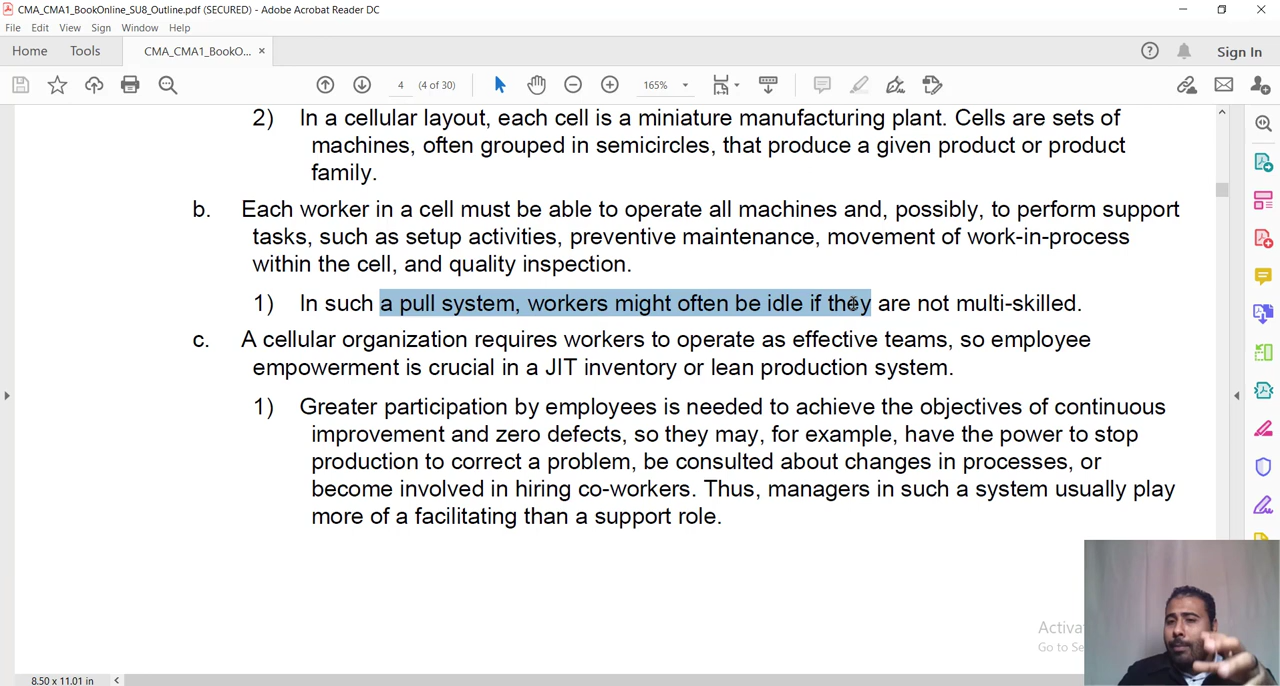 CMA_CMA1_BookOnline_SU8_Outline.pdf (SECURED) - Adobe Acrobat Reader DC
File Edit View Sign Window Help
Home Tools CMA_CMA1_BookO... × Sign In
4 (4 of 30) 165%
2) In a cellular layout, each cell is a miniature manufacturing plant. Cells are sets of
machines, often grouped in semicircles, that produce a given product or product
family.
b. Each worker in a cell must be able to operate all machines and, possibly, to perform support
tasks, such as setup activities, preventive maintenance, movement of work-in-process
within the cell, and quality inspection.
1) In such a pull system, workers might often be idle if they are not multi-skilled.
c. A cellular organization requires workers to operate as effective teams, so employee
empowerment is crucial in a JIT inventory or lean production system.
1) Greater participation by employees is needed to achieve the objectives of continuous
improvement and zero defects, so they may, for example, have the power to stop
production to correct a problem, be consulted about changes in processes, or
become involved in hiring co-workers. Thus, managers in such a system usually play
more of a facilitating than a support role.
Activa
Go to Se
8.50 x 11.01 in